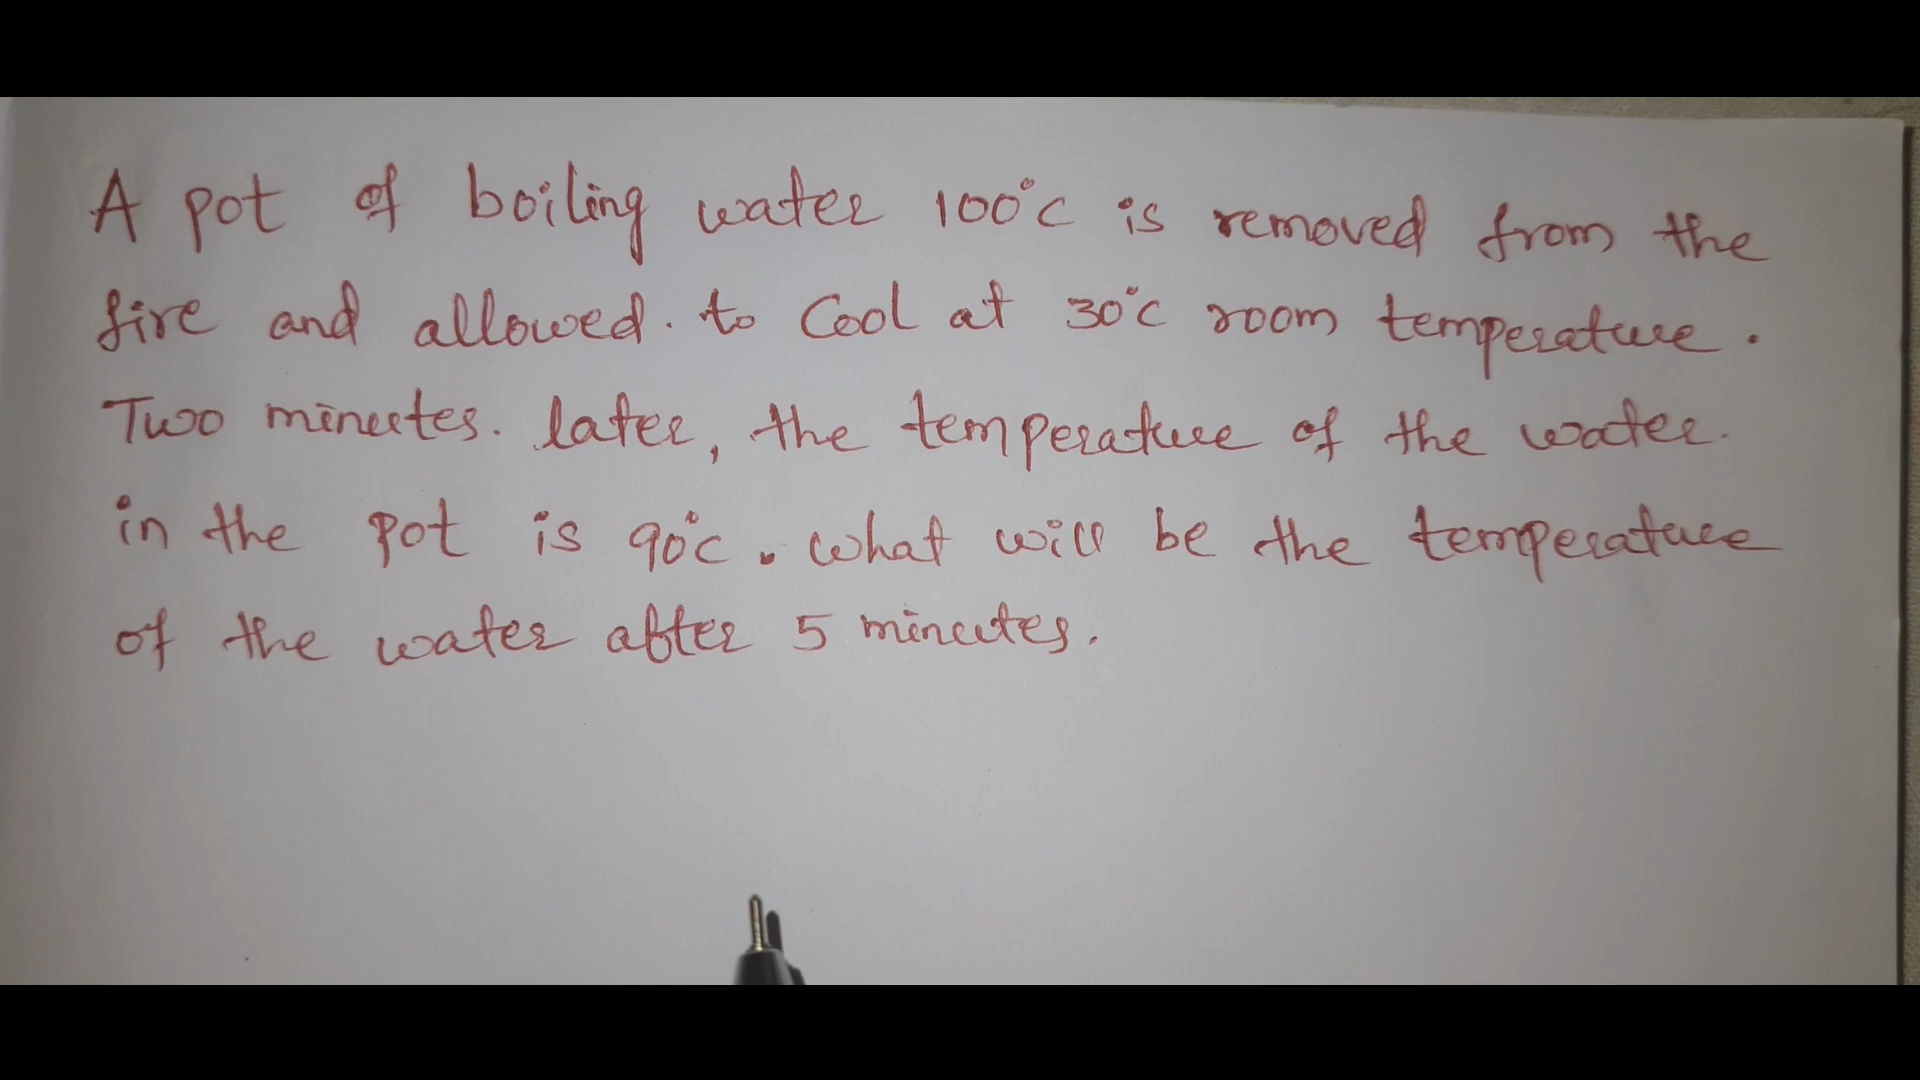 A pot of boiling water 100°C is removed from the
fire and allowed. to Cool at 30°C room temperature.
Two minutes. later, the temperature of the water.
in the pot is 90°C. What will be the temperature
of the water after 5 minutes.